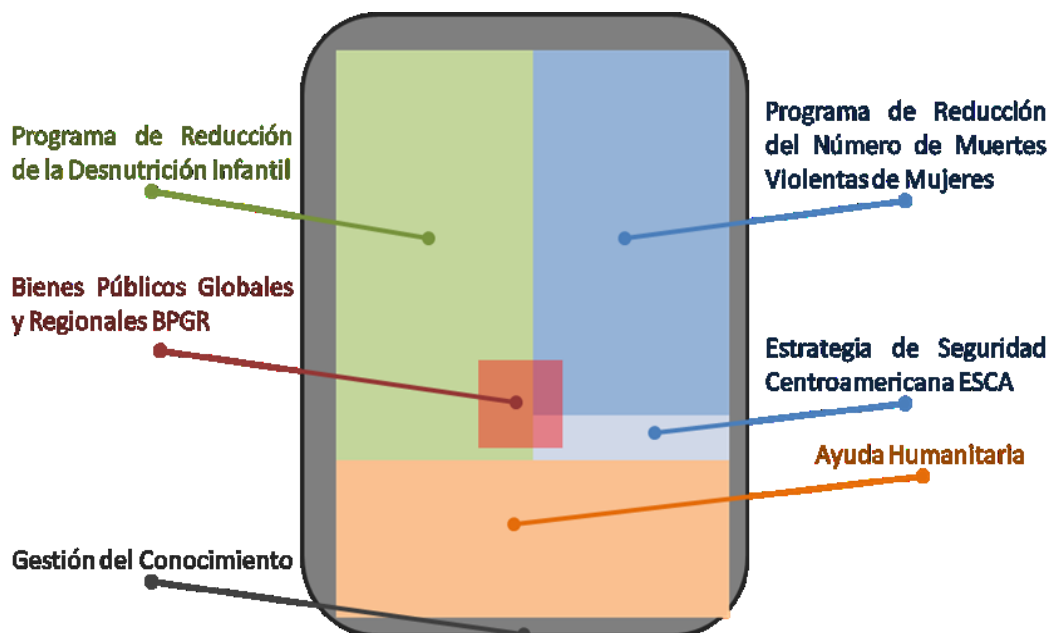 Programa de Reducción
de la Desnutrición Infantil
Bienes Públicos Globales
y Regionales BPGR
Gestión del Conocimiento
Programa de Reducción
del Número de Muertes
Violentas de Mujeres
Estrategia de Seguridad
Centroamericana ESCA
Ayuda Humanitaria